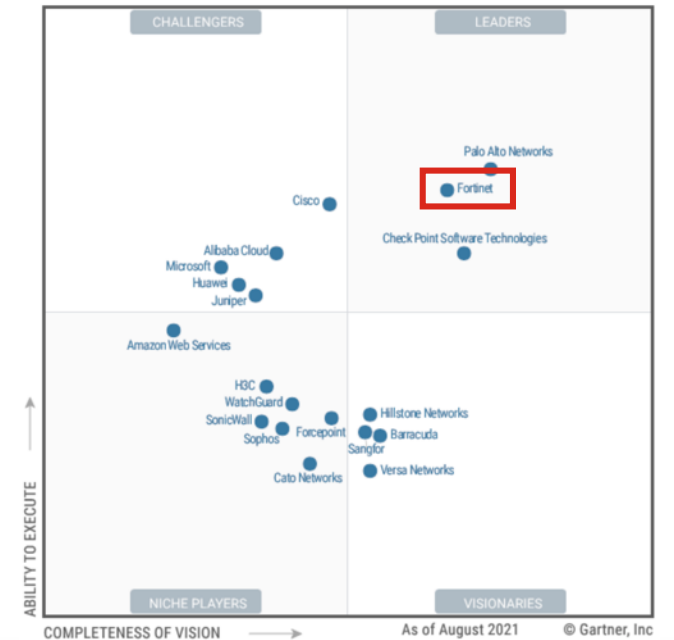 CHALLENGERS
LEADERS
Palo Alto Networks
Fortinet
Cisco
Check Point Software Technologies
Alibaba Cloud
Microsoft
Huawei
Juniper
Amazon Web Services
H3C
WatchGuard
Hillstone Networks
SonicWall
Forcepoint
Barracuda
Sophos
Sangfor
Versa Networks
Cato Networks
ABILITY TO EXECUTE
NICHE PLAYERS
VISIONARIES
COMPLETENESS OF VISION
As of August 2021
© Gartner, Inc